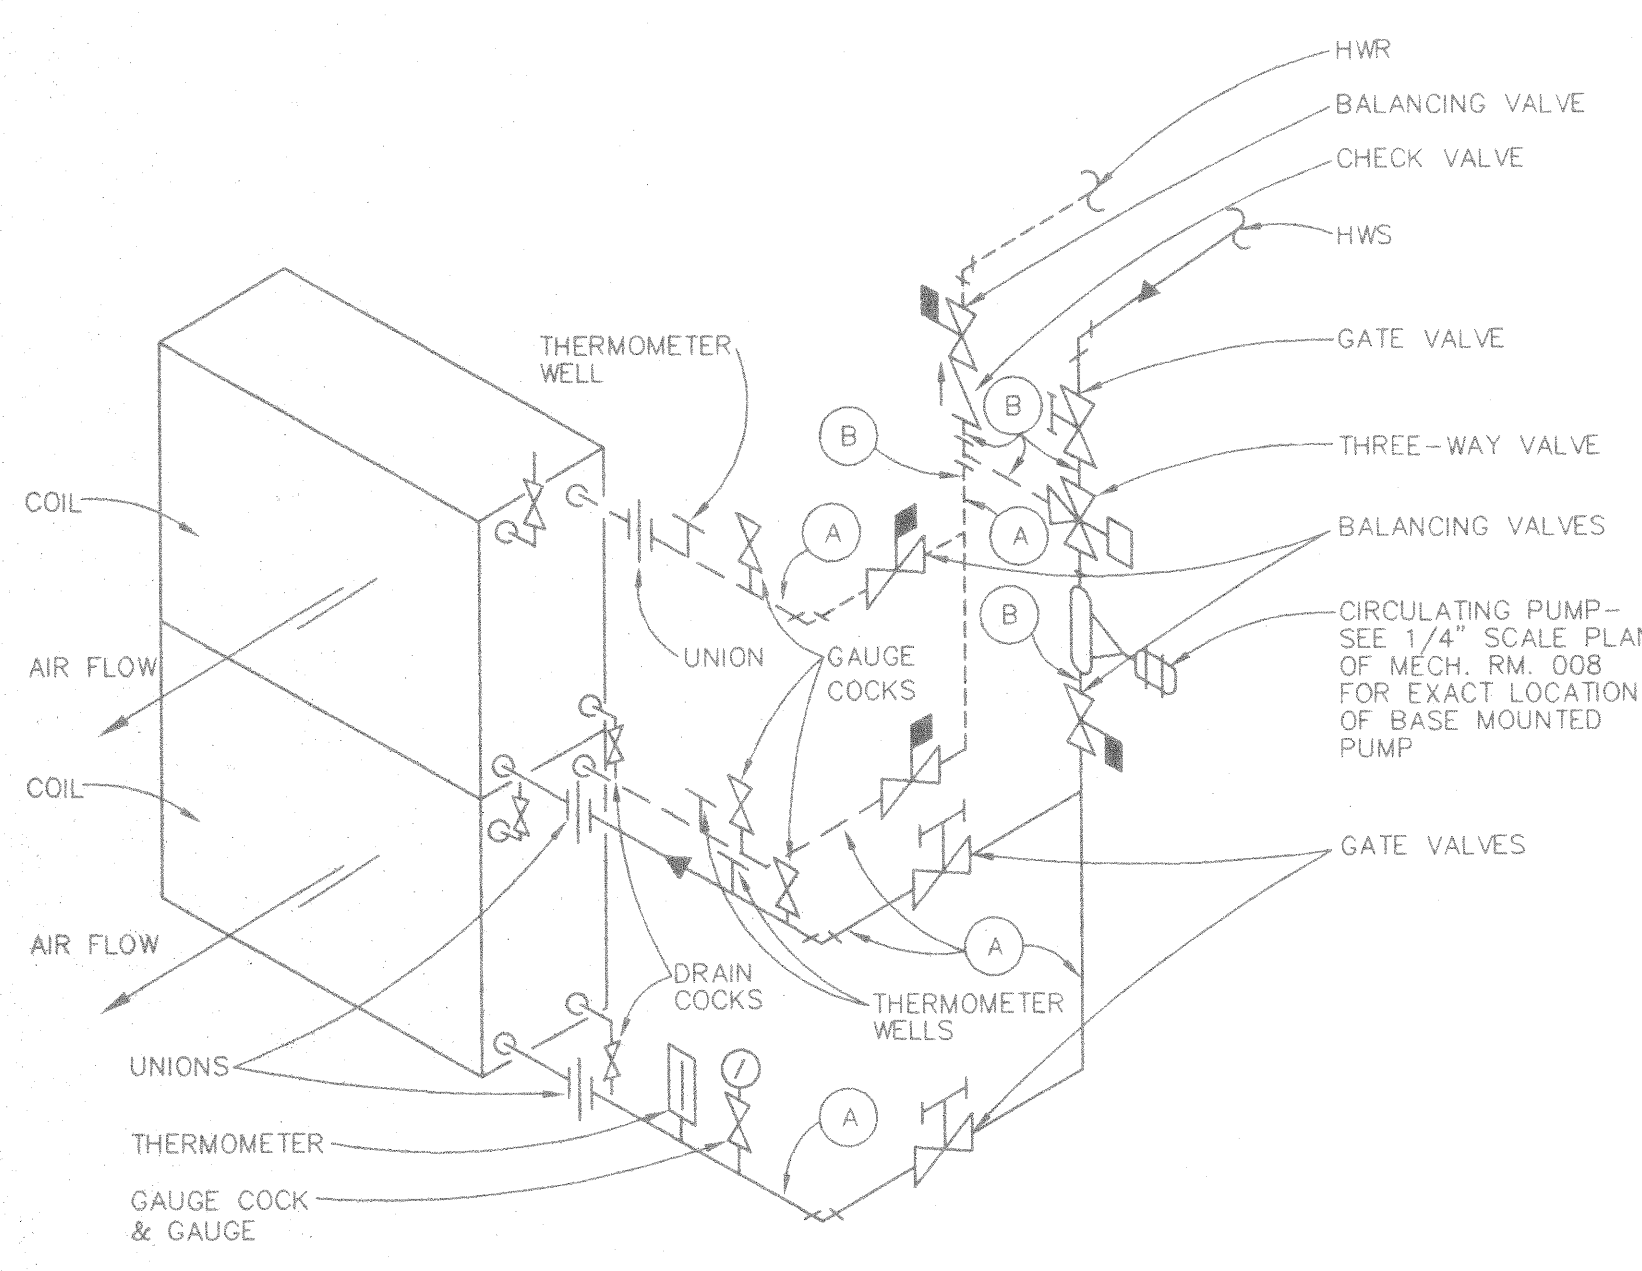 HWR
BALANCING VALVE
CHECK VALVE
HWS
GATE VALVE
THERMOMETER
WELL
B
B
THREE-WAY VALVE
COIL
A
A
BALANCING VALVES
B
CIRCULATING PUMP-
SEE 1/4" SCALE PLAN
OF MECH. RM. 008
FOR EXACT LOCATION
OF BASE MOUNTED
PUMP
AIR FLOW
UNION
GAUGE
COCKS
COIL
GATE VALVES
AIR FLOW
A
DRAIN
COCKS
THERMOMETER
WELLS
UNIONS
A
THERMOMETER
GAUGE COCK
& GAUGE